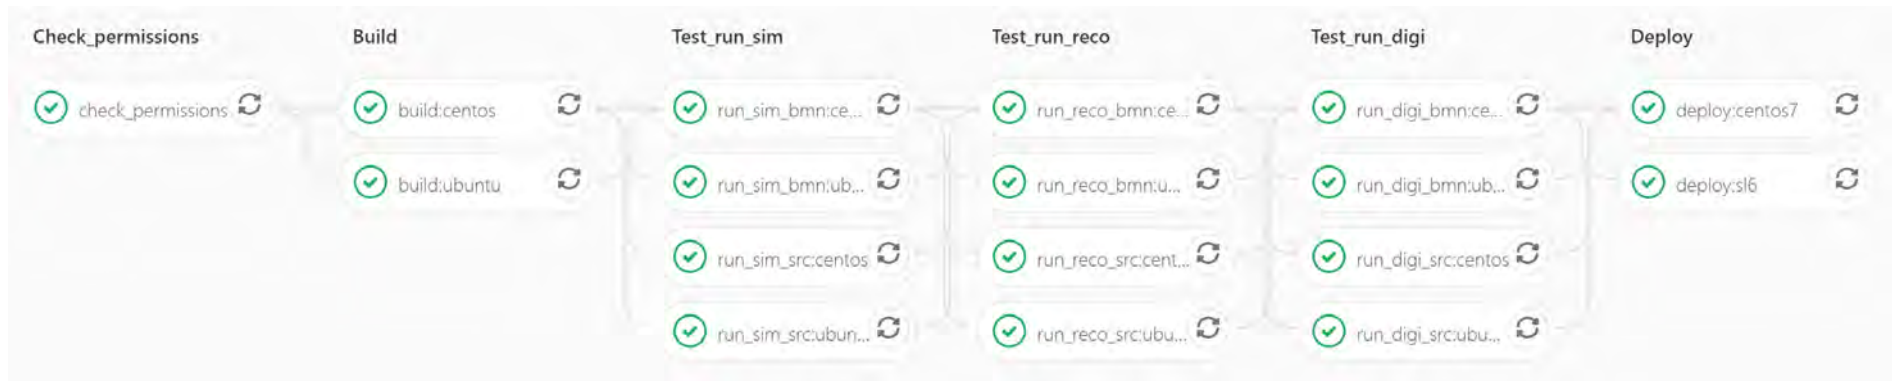 Check_permissions
check_permissions
Build
build:centos
build:ubuntu
Test_run_sim
run_sim_bmn:ce...
run_sim_bmn:ub...
run_sim_src:centos
run_sim_src:ubun...
Test_run_reco
run_reco_bmn:ce...
run_reco_bmn:u...
run_reco_src:cent...
run_reco_src:ubu...
Test_run_digi
run_digi_bmn:ce...
run_digi_bmn:ub...
run_digi_src:centos
run_digi_src:ubu...
Deploy
deploy:centos7
deploy:sl6